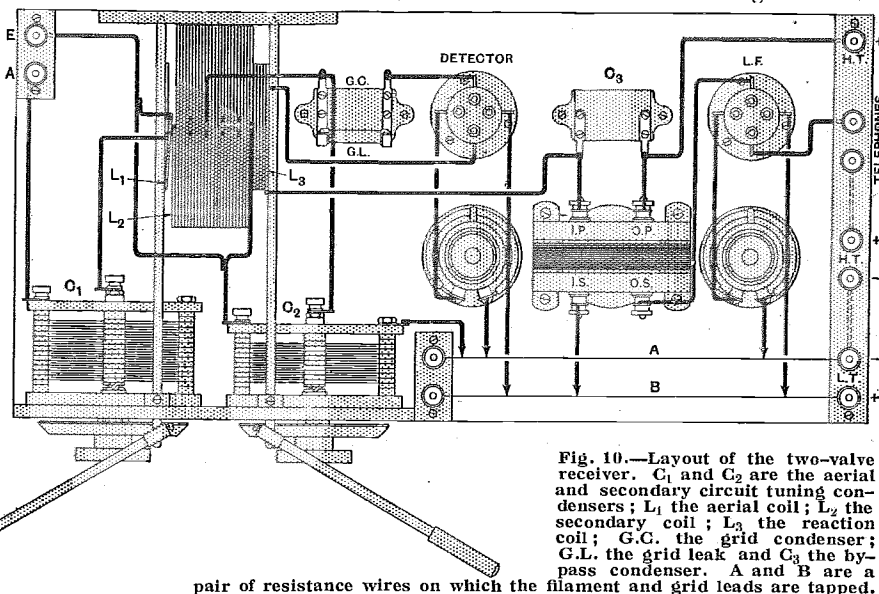 E
A
DETECTOR
C₃
L.F.
H.T.
+
TELEPHONES
G.C.
G.L.
L₁
L₂
L₃
I.P.
O.P.
I.S.
O.S.
+
H.T.
–
C₁
C₂
A
–
L.T.
B
+
Fig. 10.—Layout of the two-valve
receiver. C₁ and C₂ are the aerial
and secondary circuit tuning con-
densers; L₁ the aerial coil; L₂ the
secondary coil; L₃ the reaction
coil; G.C. the grid condenser;
G.L. the grid leak and C₃ the by-
pass condenser. A and B are a
pair of resistance wires on which the filament and grid leads are tapped.